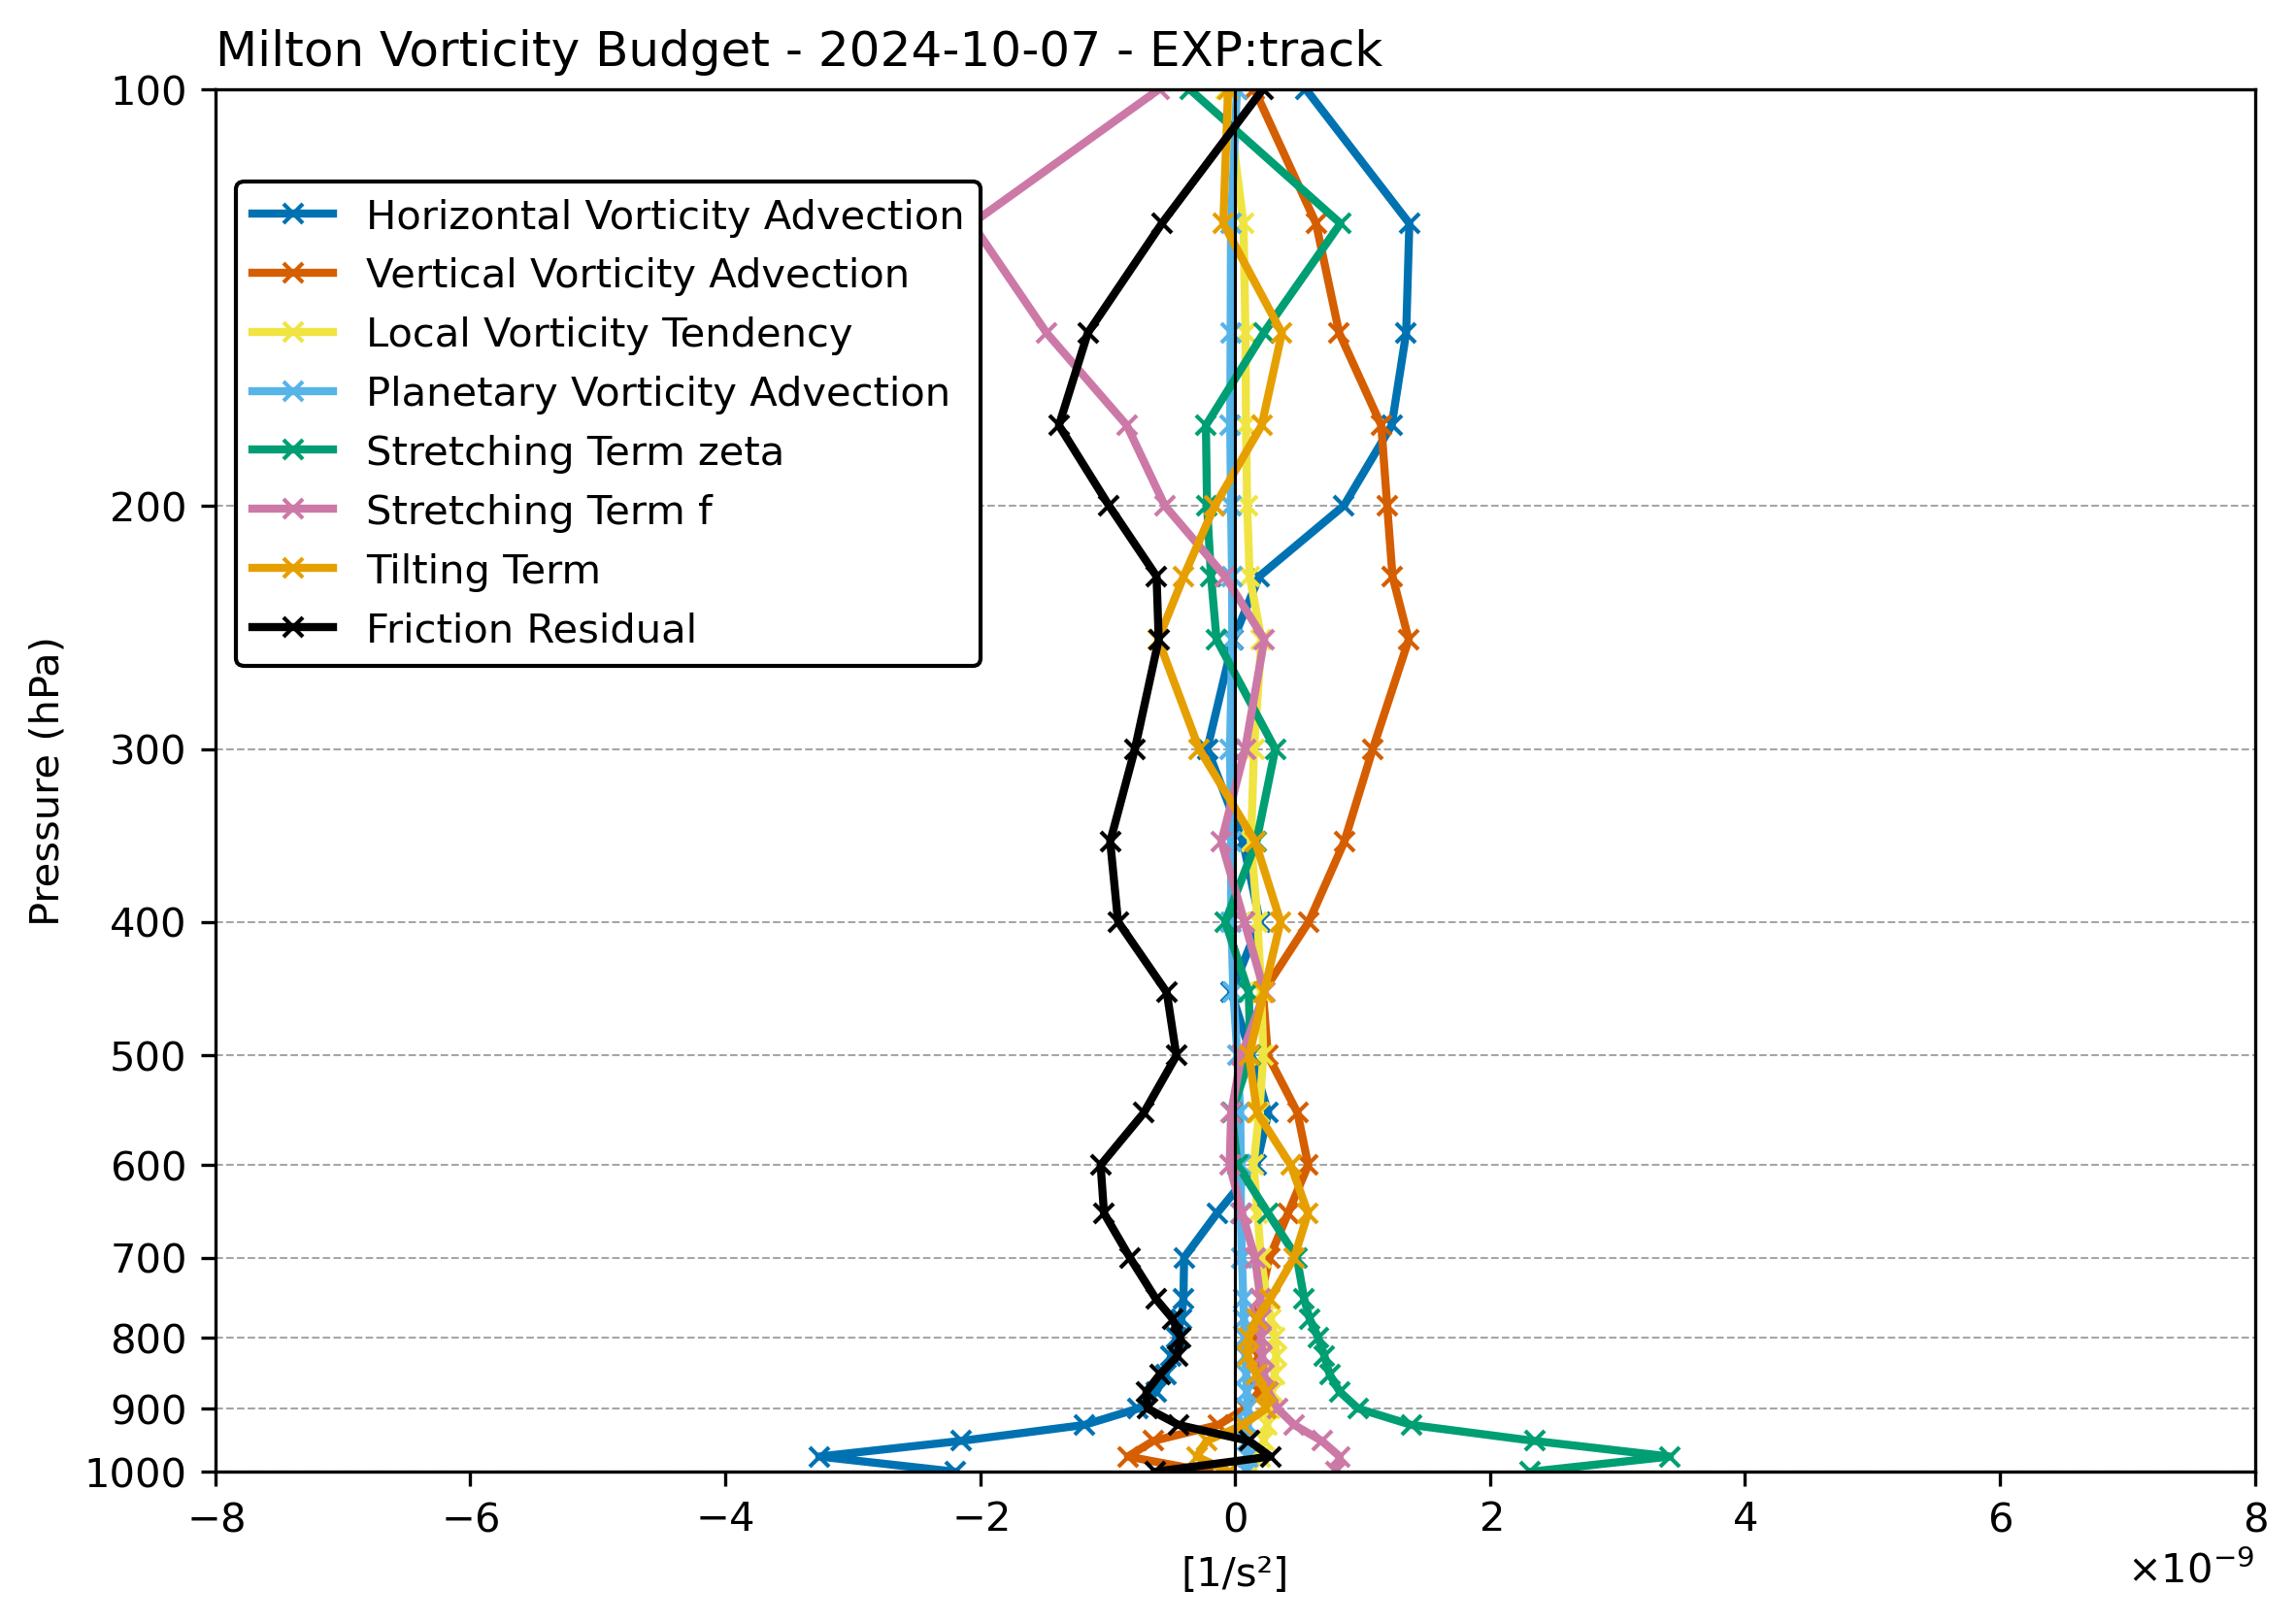 Milton Vorticity Budget - 2024-10-07 - EXP:track
100
200
300
400
500
600
700
800
900
1000
Pressure (hPa)
Horizontal Vorticity Advection
Vertical Vorticity Advection
Local Vorticity Tendency
Planetary Vorticity Advection
Stretching Term zeta
Stretching Term f
Tilting Term
Friction Residual
−8 −6 −4 −2 0 2 4 6 8
[1/s²]
×10⁻⁹